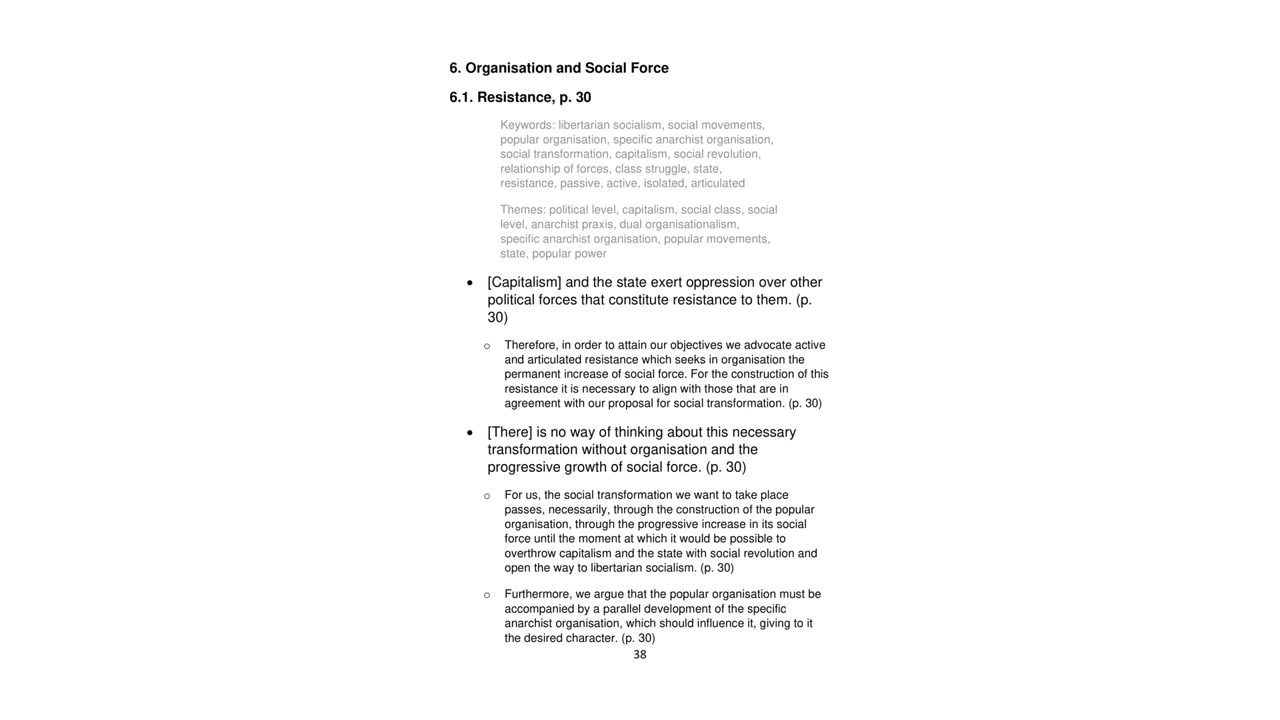 6. Organisation and Social Force
6.1. Resistance, p. 30
Keywords: libertarian socialism, social movements,
popular organisation, specific anarchist organisation,
social transformation, capitalism, social revolution,
relationship of forces, class struggle, state,
resistance, passive, active, isolated, articulated
Themes: political level, capitalism, social class, social
level, anarchist praxis, dual organisationalism,
specific anarchist organisation, popular movements,
state, popular power
• [Capitalism] and the state exert oppression over other
political forces that constitute resistance to them. (p.
30)
o Therefore, in order to attain our objectives we advocate active
and articulated resistance which seeks in organisation the
permanent increase of social force. For the construction of this
resistance it is necessary to align with those that are in
agreement with our proposal for social transformation. (p. 30)
• [There] is no way of thinking about this necessary
transformation without organisation and the
progressive growth of social force. (p. 30)
o For us, the social transformation we want to take place
passes, necessarily, through the construction of the popular
organisation, through the progressive increase in its social
force until the moment at which it would be possible to
overthrow capitalism and the state with social revolution and
open the way to libertarian socialism. (p. 30)
o Furthermore, we argue that the popular organisation must be
accompanied by a parallel development of the specific
anarchist organisation, which should influence it, giving to it
the desired character. (p. 30)
38